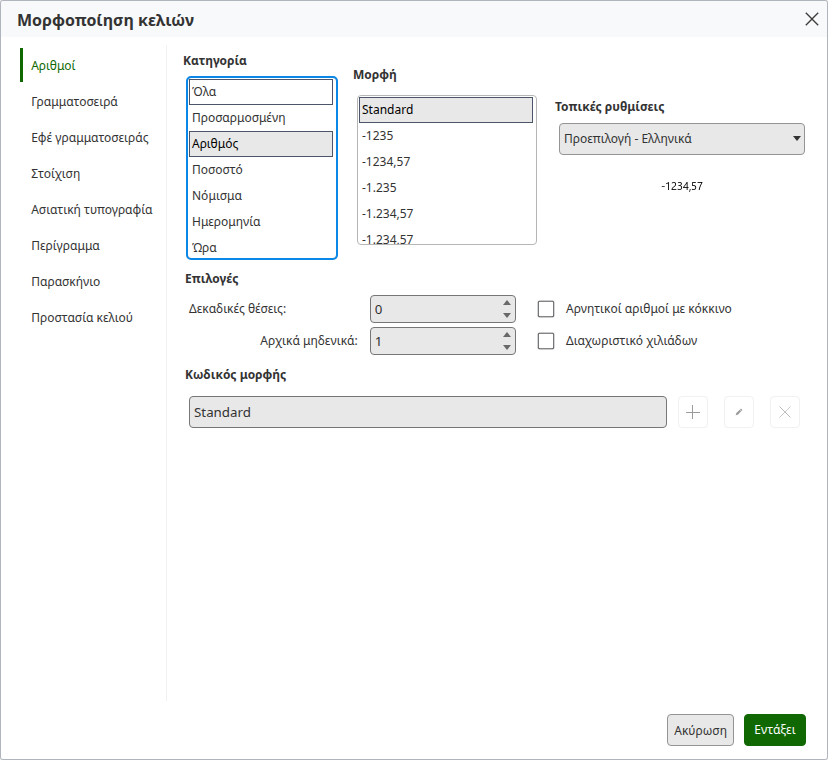 Μορφοποίηση κελιών
Αριθμοί
Γραμματοσειρά
Εφέ γραμματοσειράς
Στοίχιση
Ασιατική τυπογραφία
Περίγραμμα
Παρασκήνιο
Προστασία κελιού
Κατηγορία
Όλα
Προσαρμοσμένη
Αριθμός
Ποσοστό
Νόμισμα
Ημερομηνία
Ώρα
Μορφή
Standard
-1235
-1234,57
-1.235
-1.234,57
-1.234,57
Τοπικές ρυθμίσεις
Προεπιλογή - Ελληνικά
-1234,57
Επιλογές
Δεκαδικές θέσεις: 0
Αρνητικοί αριθμοί με κόκκινο
Αρχικά μηδενικά: 1
Διαχωριστικό χιλιάδων
Κωδικός μορφής
Standard
Ακύρωση
Εντάξει